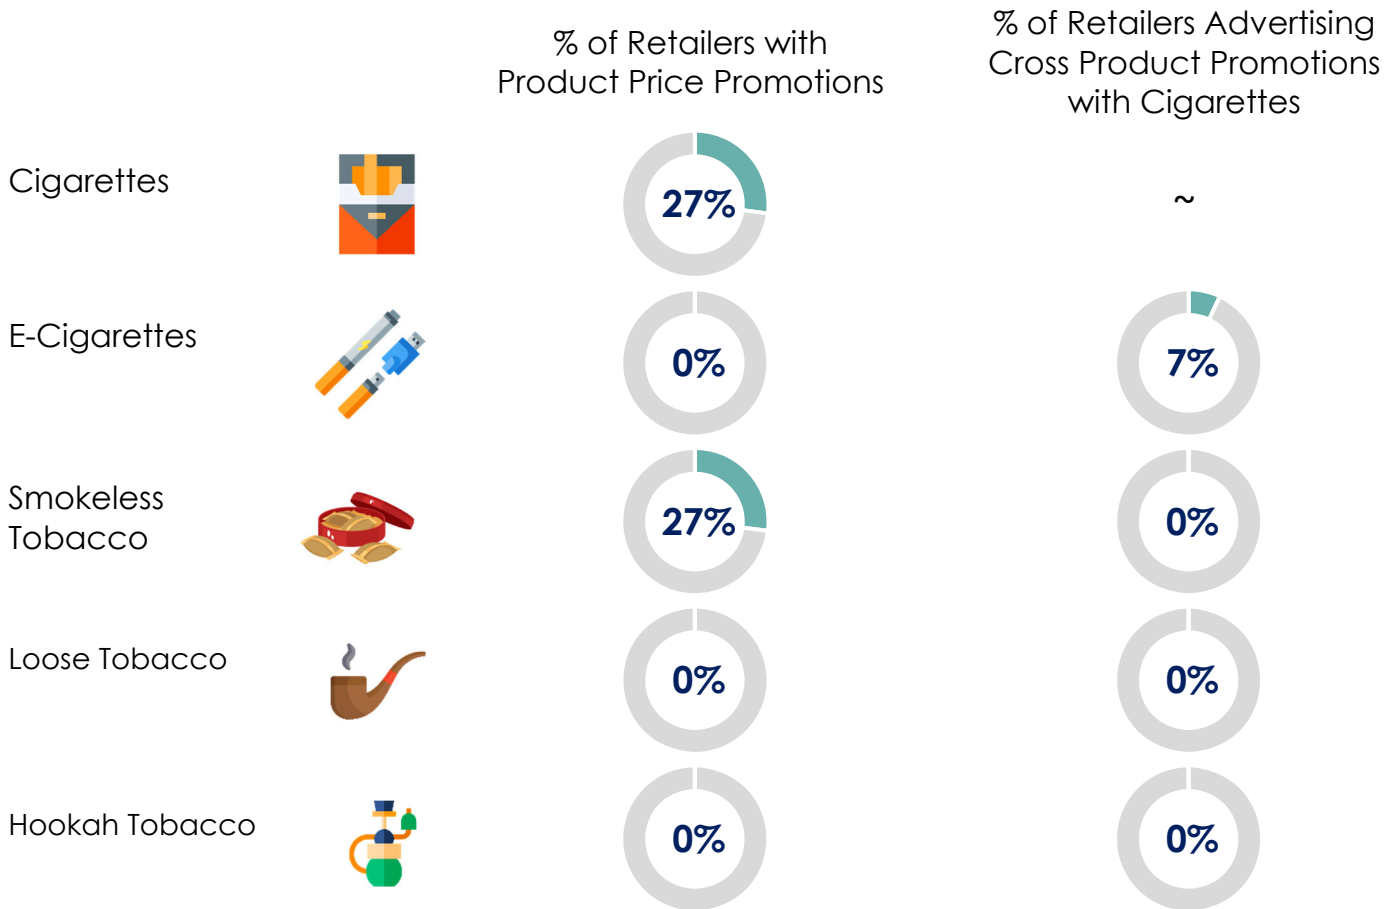 % of Retailers with
Product Price Promotions
% of Retailers Advertising
Cross Product Promotions
with Cigarettes
Cigarettes
27%
~
E-Cigarettes
0%
7%
Smokeless
Tobacco
27%
0%
Loose Tobacco
0%
0%
Hookah Tobacco
0%
0%